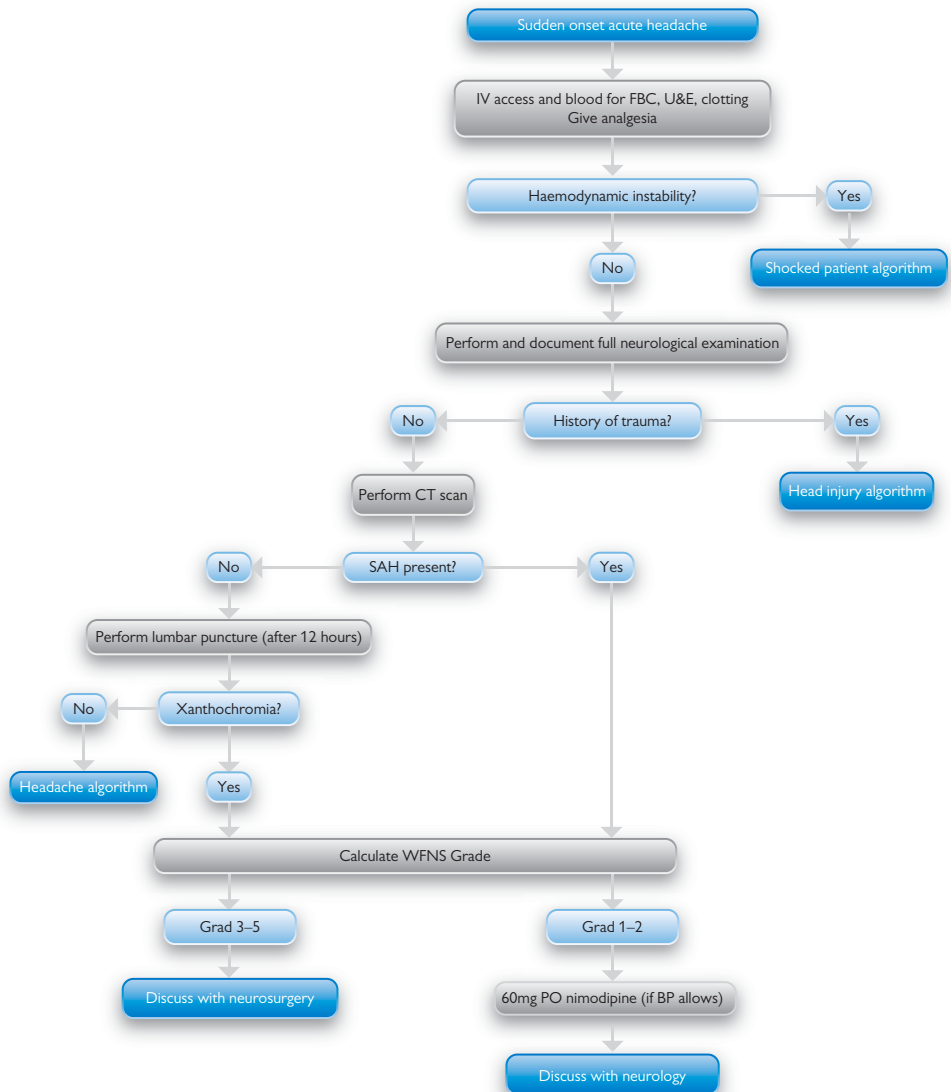 Sudden onset acute headache
IV access and blood for FBC, U&E, clotting
Give analgesia
Haemodynamic instability?
Yes
No
Shocked patient algorithm
Perform and document full neurological examination
No
History of trauma?
Yes
Perform CT scan
Head injury algorithm
No
SAH present?
Yes
Perform lumbar puncture (after 12 hours)
No
Xanthochromia?
Headache algorithm
Yes
Calculate WFNS Grade
Grad 3–5
Grad 1–2
Discuss with neurosurgery
60mg PO nimodipine (if BP allows)
Discuss with neurology